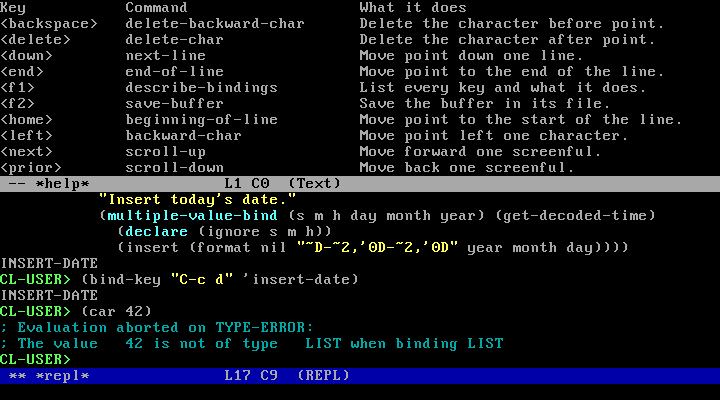 Key Command What it does
<backspace> delete-backward-char Delete the character before point.
<delete> delete-char Delete the character after point.
<down> next-line Move point down one line.
<end> end-of-line Move point to the end of the line.
<f1> describe-bindings List every key and what it does.
<f2> save-buffer Save the buffer in its file.
<home> beginning-of-line Move point to the start of the line.
<left> backward-char Move point left one character.
<next> scroll-up Move forward one screenful.
<prior> scroll-down Move back one screenful.
-- *help* L1 C0 (Text)
"Insert today's date."
(multiple-value-bind (s m h day month year) (get-decoded-time)
(declare (ignore s m h))
(insert (format nil "~D-~2,'0D-~2,'0D" year month day))))
INSERT-DATE
CL-USER> (bind-key "C-c d" 'insert-date)
INSERT-DATE
CL-USER> (car 42)
; Evaluation aborted on TYPE-ERROR:
; The value 42 is not of type LIST when binding LIST
CL-USER>
** *repl* L17 C9 (REPL)